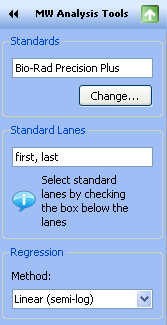 MW Analysis Tools
Standards
Bio-Rad Precision Plus
Change...
Standard Lanes
first, last
Select standard
lanes by checking
the box below the
lanes
Regression
Method:
Linear (semi-log)